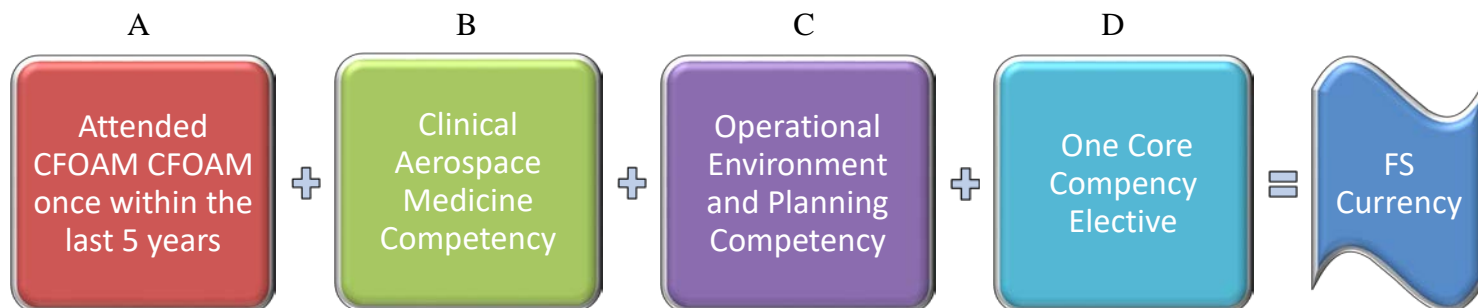 A
B
C
D
Attended
CFOAM CFOAM
once within the
last 5 years
+
Clinical
Aerospace
Medicine
Competency
+
Operational
Environment
and Planning
Competency
+
One Core
Compency
Elective
=
FS
Currency